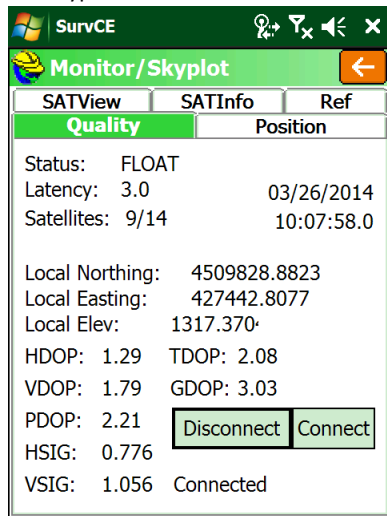 SurvCE
Monitor/Skyplot
SATView SATInfo Ref
Quality Position
Status: FLOAT
Latency: 3.0 03/26/2014
Satellites: 9/14 10:07:58.0
Local Northing: 4509828.8823
Local Easting: 427442.8077
Local Elev: 1317.370
HDOP: 1.29 TDOP: 2.08
VDOP: 1.79 GDOP: 3.03
PDOP: 2.21 Disconnect Connect
HSIG: 0.776
VSIG: 1.056 Connected